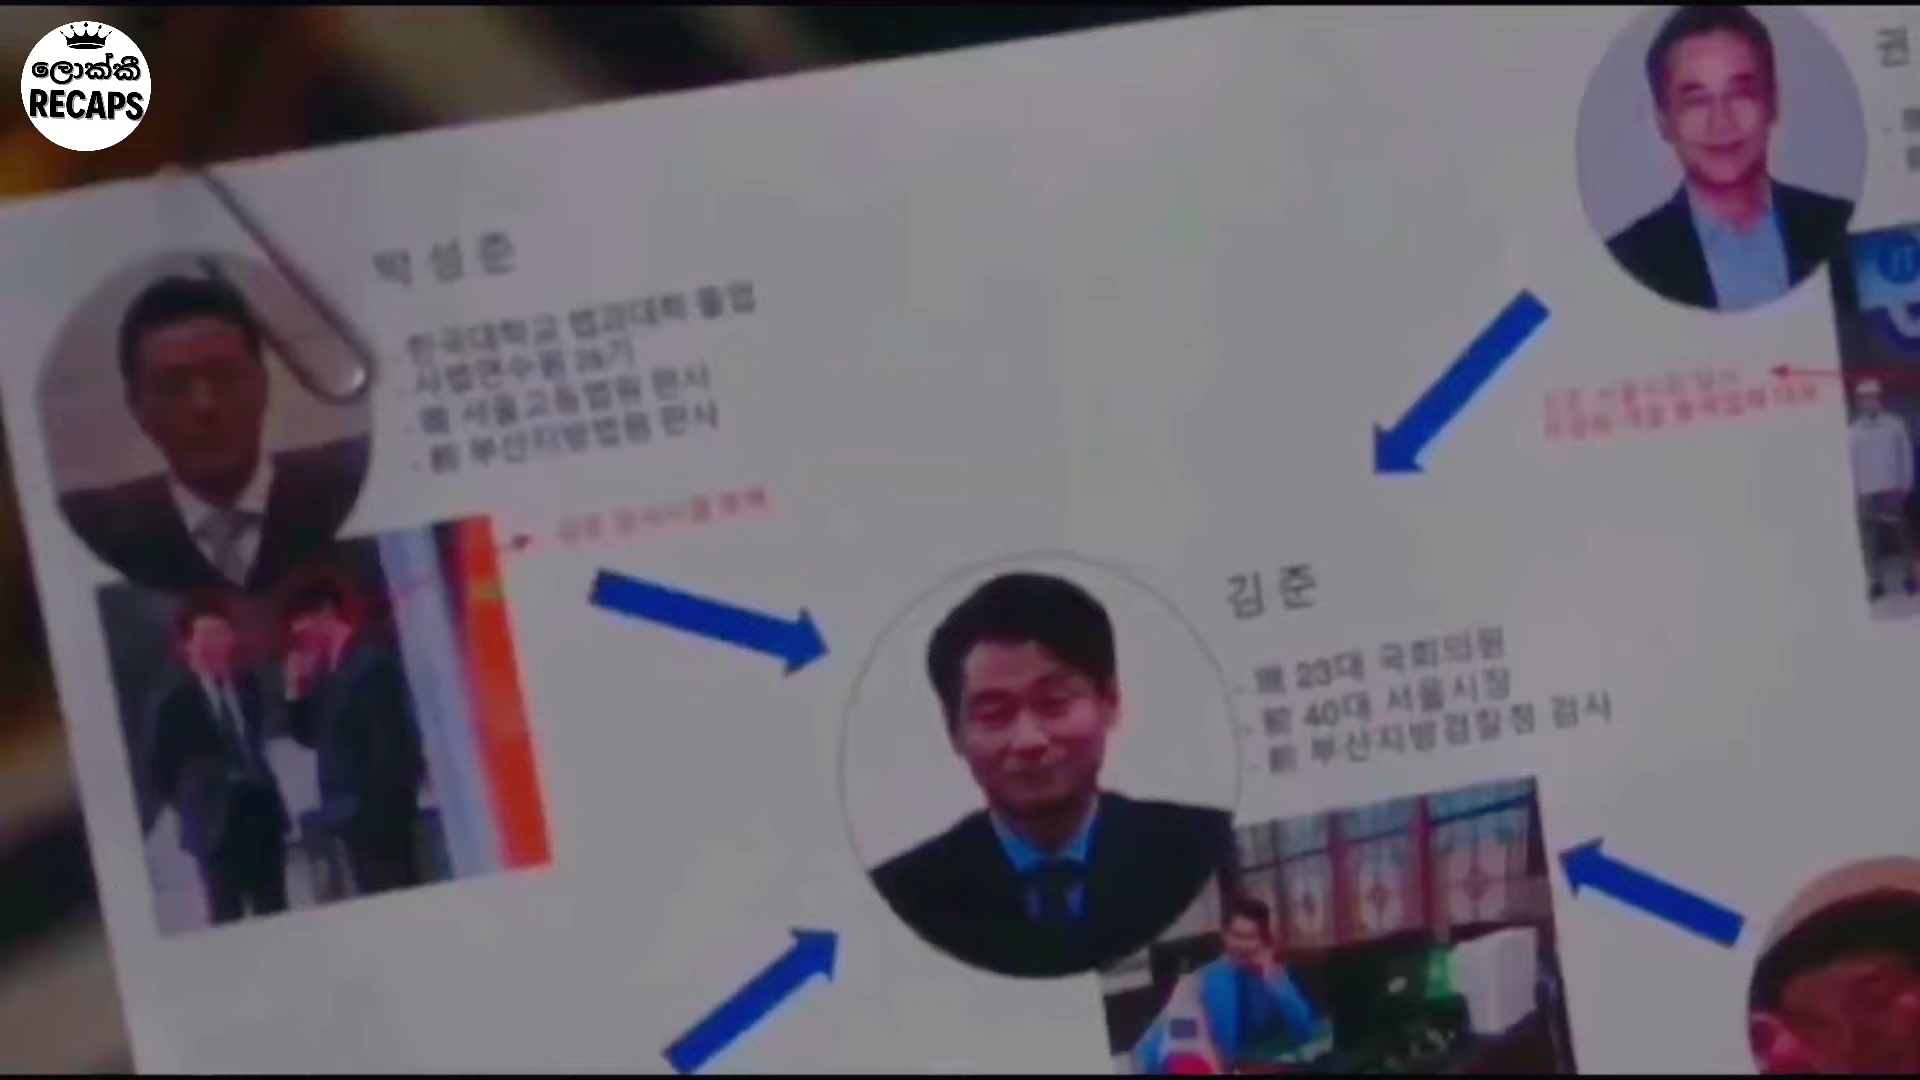 ලොක්කී
RECAPS
권
박성준
한국대학교 법과대학 졸업
· 사법연수원 26기
· 現 서울고등법원 판사
· 前 부산지방법원 판사
김준
· 現 23대 국회의원
· 前 40대 서울시장
· 前 부산지방검찰청 검사